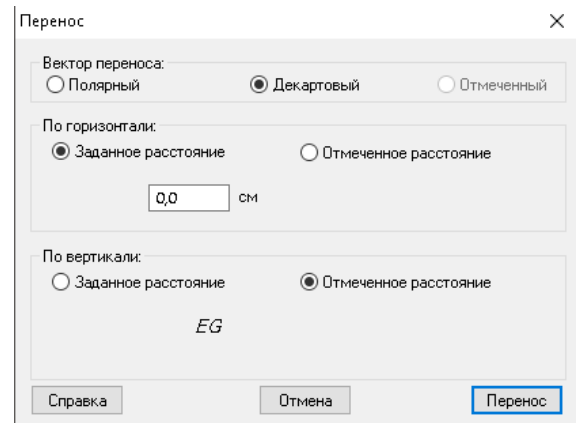 Перенос
Вектор переноса:
Полярный Декартовый Отмеченный
По горизонтали:
Заданное расстояние Отмеченное расстояние
0,0 см
По вертикали:
Заданное расстояние Отмеченное расстояние
EG
Справка Отмена Перенос